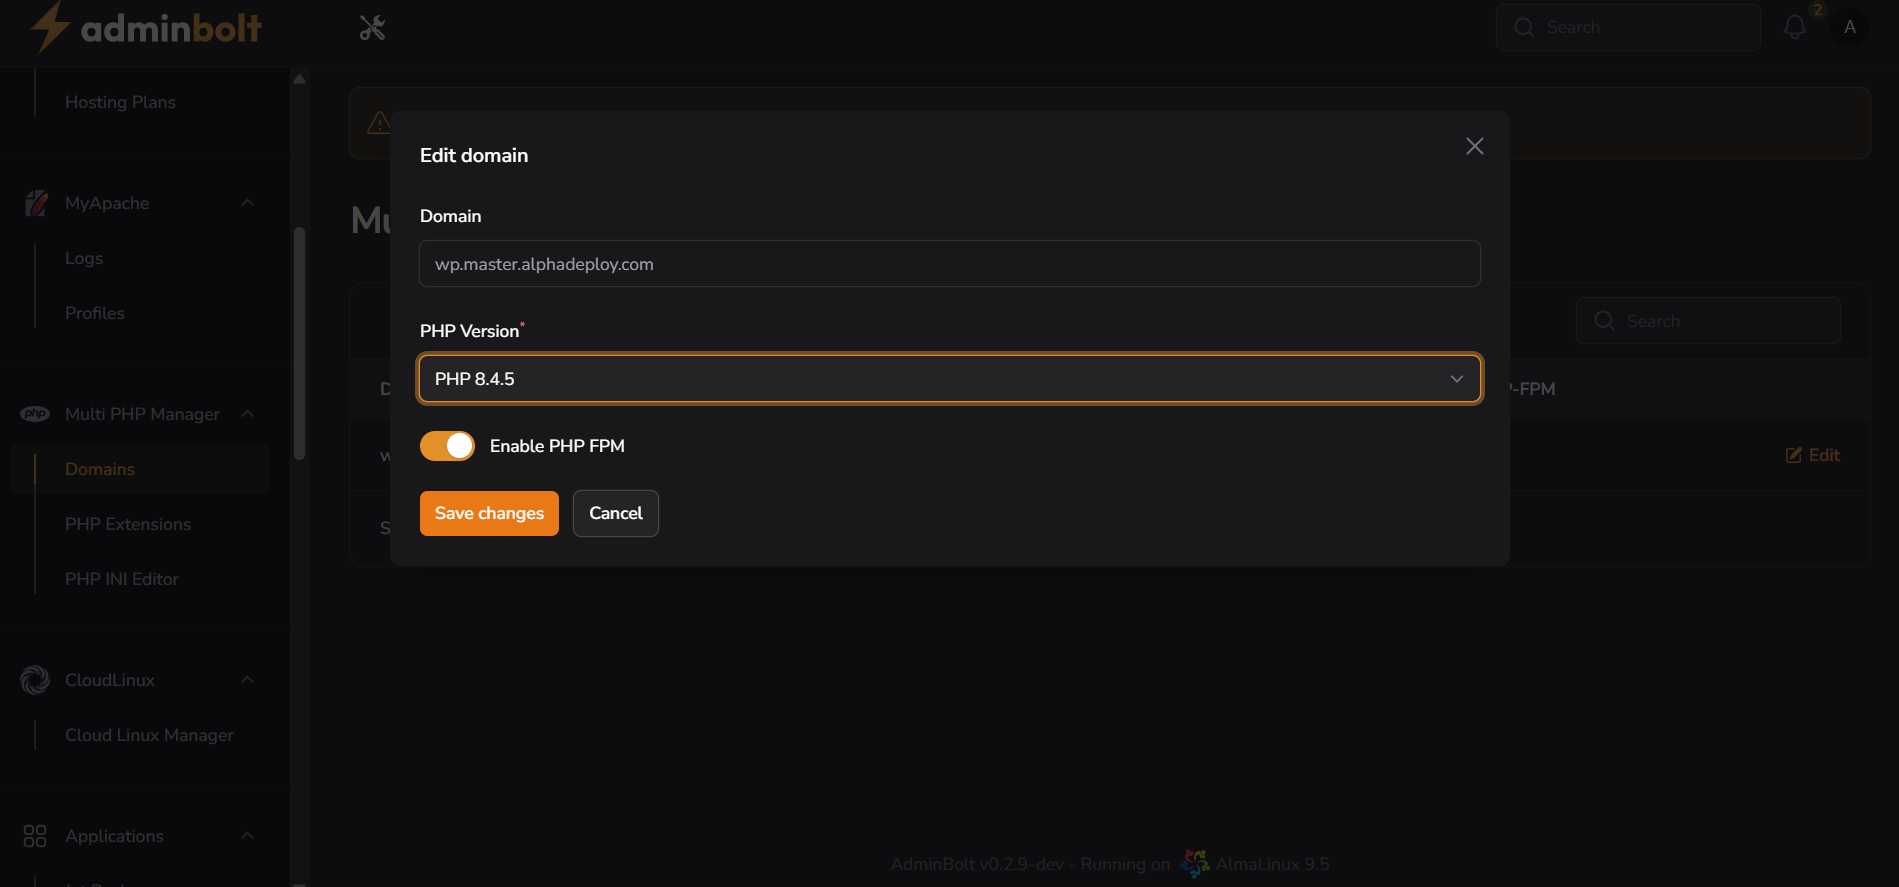 adminbolt
Search
2
A
Hosting Plans
MyApache
Logs
Profiles
Multi PHP Manager
Domains
PHP Extensions
PHP INI Editor
CloudLinux
Cloud Linux Manager
Applications
Edit domain
Domain
wp.master.alphadeploy.com
PHP Version*
PHP 8.4.5
Enable PHP FPM
Save changes
Cancel
Search
-FPM
Edit
AdminBolt v0.2.9-dev - Running on AlmaLinux 9.5